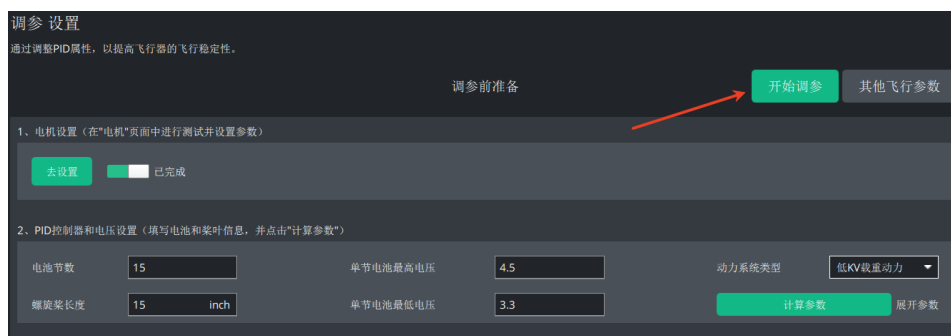 调参 设置
通过调整PID属性，以提高飞行器的飞行稳定性。
调参前准备
开始调参
其他飞行参数
1、电机设置（在"电机"页面中进行测试并设置参数）
去设置
已完成
2、PID控制器和电压设置（填写电池和桨叶信息，并点击"计算参数"）
电池节数 15 单节电池最高电压 4.5 动力系统类型 低KV载重动力
螺旋桨长度 15 inch 单节电池最低电压 3.3 计算参数 展开参数